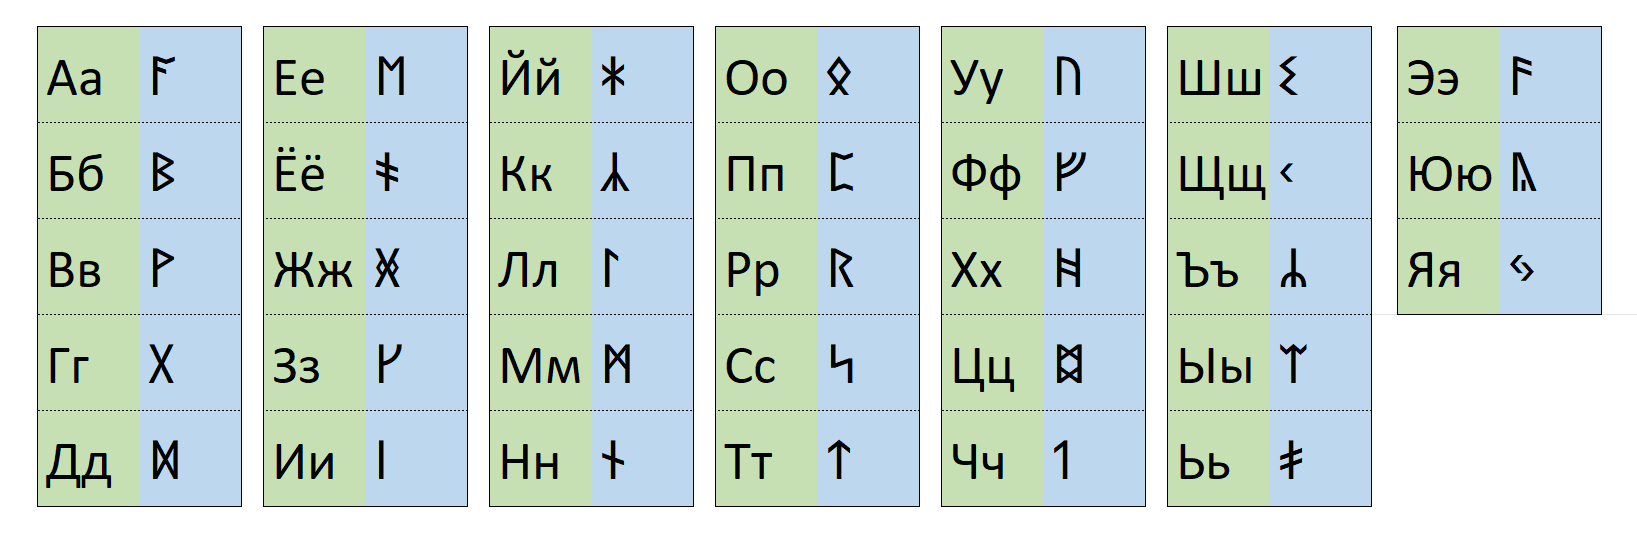 Аа ᚩ Ее ᛖ Йй ᚼ Оо ᛟ Уу ᚢ Шш ᛊ Ээ ᚨ
Бб ᛒ Ёё ᚮ Кк ᛣ Пп ᛈ Фф ᚠ Щщ ᚲ Юю ᚤ
Вв ᚹ Жж ᚸ Лл ᛚ Рр ᚱ Хх ᚻ Ъъ ᛦ Яя ᛃ
Гг ᚷ Зз ᚴ Мм ᛗ Сс ᛋ Цц ᛥ Ыы ᛠ
Дд ᛞ Ии ᛁ Нн ᚾ Тт ᛏ Чч ᛐ Ьь ᚯ